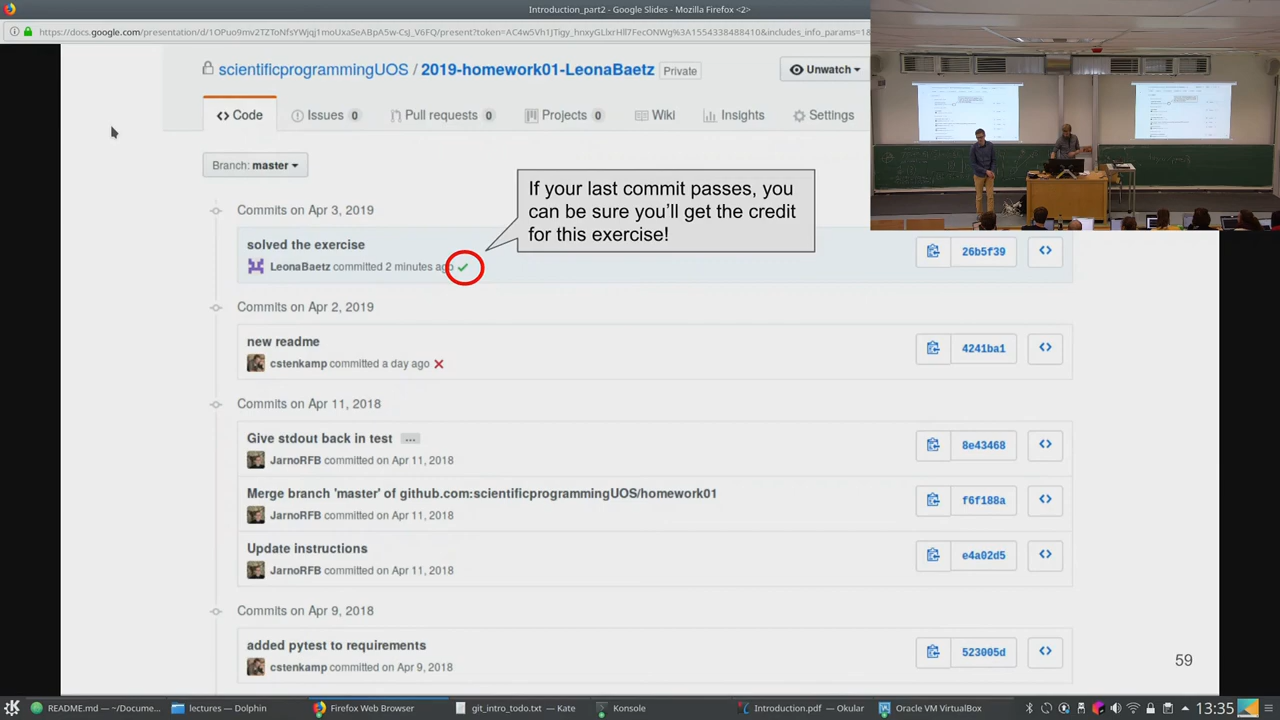 Introduction_part2 - Google Slides - Mozilla Firefox <2>
scientificprogrammingUOS / 2019-homework01-LeonaBaetz Private
Unwatch
Code
Issues 0
Pull requests 0
Projects 0
Wiki
Insights
Settings
Branch: master
If your last commit passes, you
can be sure you'll get the credit
for this exercise!
Commits on Apr 3, 2019
solved the exercise
LeonaBaetz committed 2 minutes ago
26b5f39
Commits on Apr 2, 2019
new readme
cstenkamp committed a day ago
4241ba1
Commits on Apr 11, 2018
Give stdout back in test ...
JarnoRFB committed on Apr 11, 2018
8e43468
Merge branch 'master' of github.com:scientificprogrammingUOS/homework01
JarnoRFB committed on Apr 11, 2018
f6f188a
Update instructions
JarnoRFB committed on Apr 11, 2018
e4a02d5
Commits on Apr 9, 2018
added pytest to requirements
cstenkamp committed on Apr 9, 2018
523005d
59
README.md — ~/Docume...
lectures — Dolphin
Firefox Web Browser
git_intro_todo.txt — Kate
Konsole
Introduction.pdf — Okular
Oracle VM VirtualBox
13:35